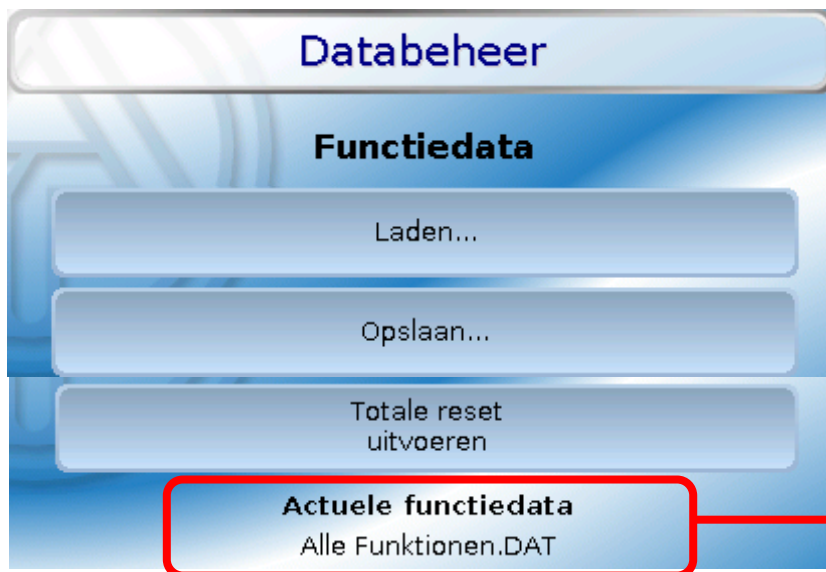 Databeheer
Functiedata
Laden...
Opslaan...
Totale reset
uitvoeren
Actuele functiedata
Alle Funktionen.DAT